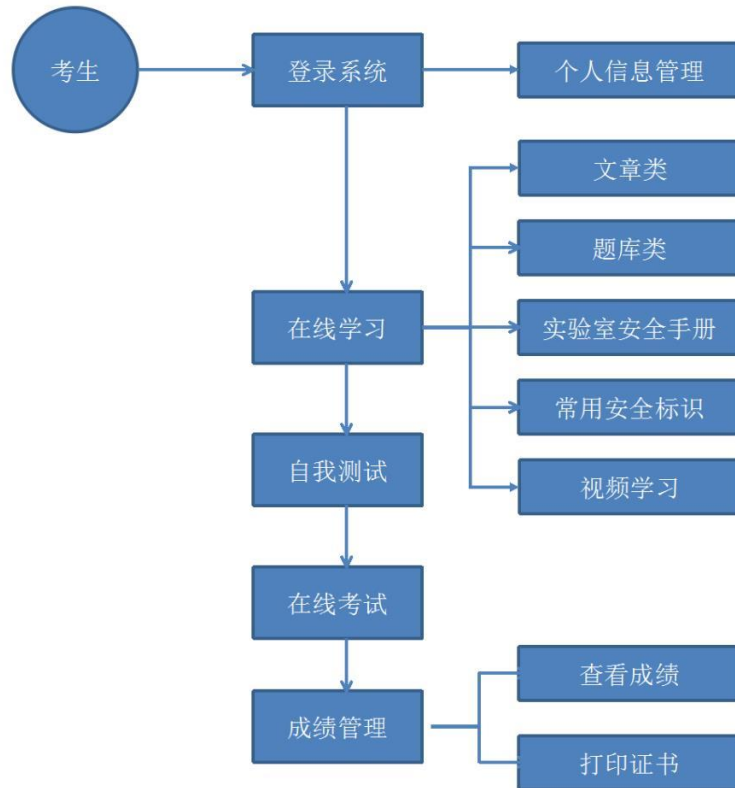 考生
登录系统
个人信息管理
文章类
题库类
在线学习
实验室安全手册
常用安全标识
自我测试
视频学习
在线考试
查看成绩
成绩管理
打印证书